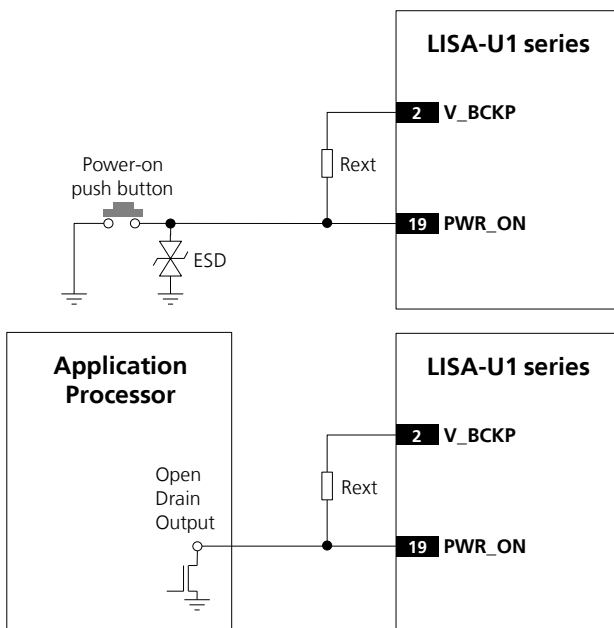 LISA-U1 series
2 V_BCKP
Power-on
push button
Rext
19 PWR_ON
ESD
Application
Processor
LISA-U1 series
2 V_BCKP
Open
Drain
Output
Rext
19 PWR_ON